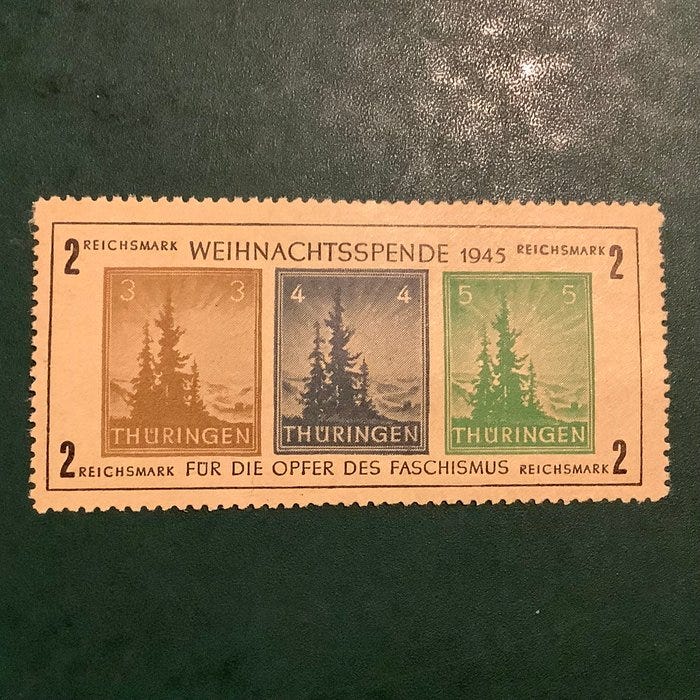 2 REICHSMARK WEIHNACHTSSPENDE 1945 REICHSMARK 2
3 3 4 4 5 5
THÜRINGEN THÜRINGEN THÜRINGEN
2 REICHSMARK FÜR DIE OPFER DES FASCHISMUS REICHSMARK 2